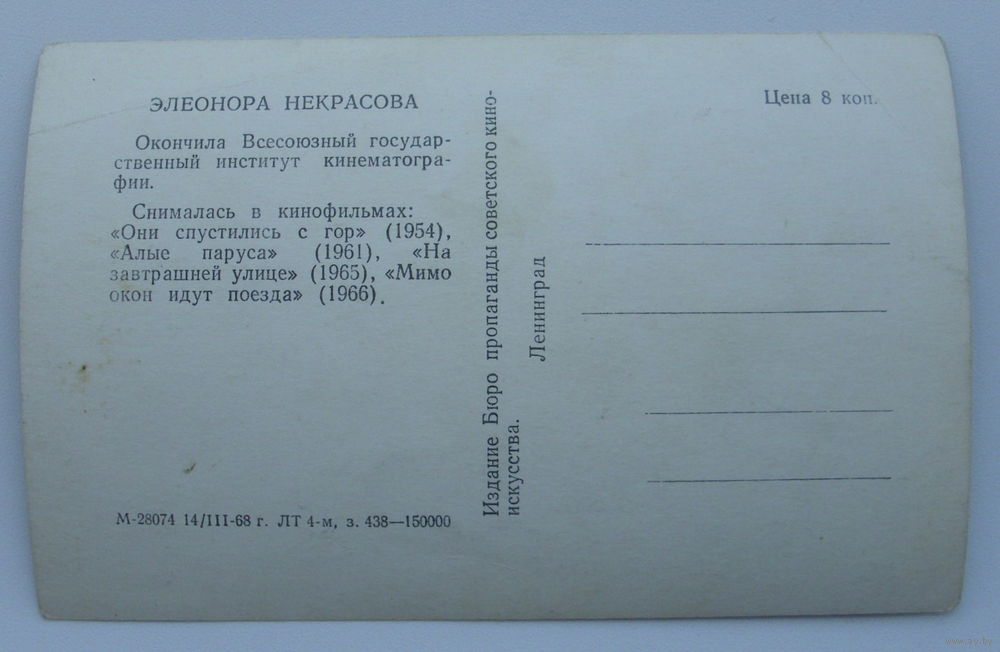 ЭЛЕОНОРА НЕКРАСОВА
Окончила Всесоюзный государ-
ственный институт кинематогра-
фии.
Снималась в кинофильмах:
«Они спустились с гор» (1954),
«Алые паруса» (1961), «На
завтрашней улице» (1965), «Мимо
окон идут поезда» (1966).
М-28074 14/III-68 г. ЛТ 4-м, з. 438—150000
Издание Бюро пропаганды советского кино-
искусства.
Ленинград
Цена 8 коп.